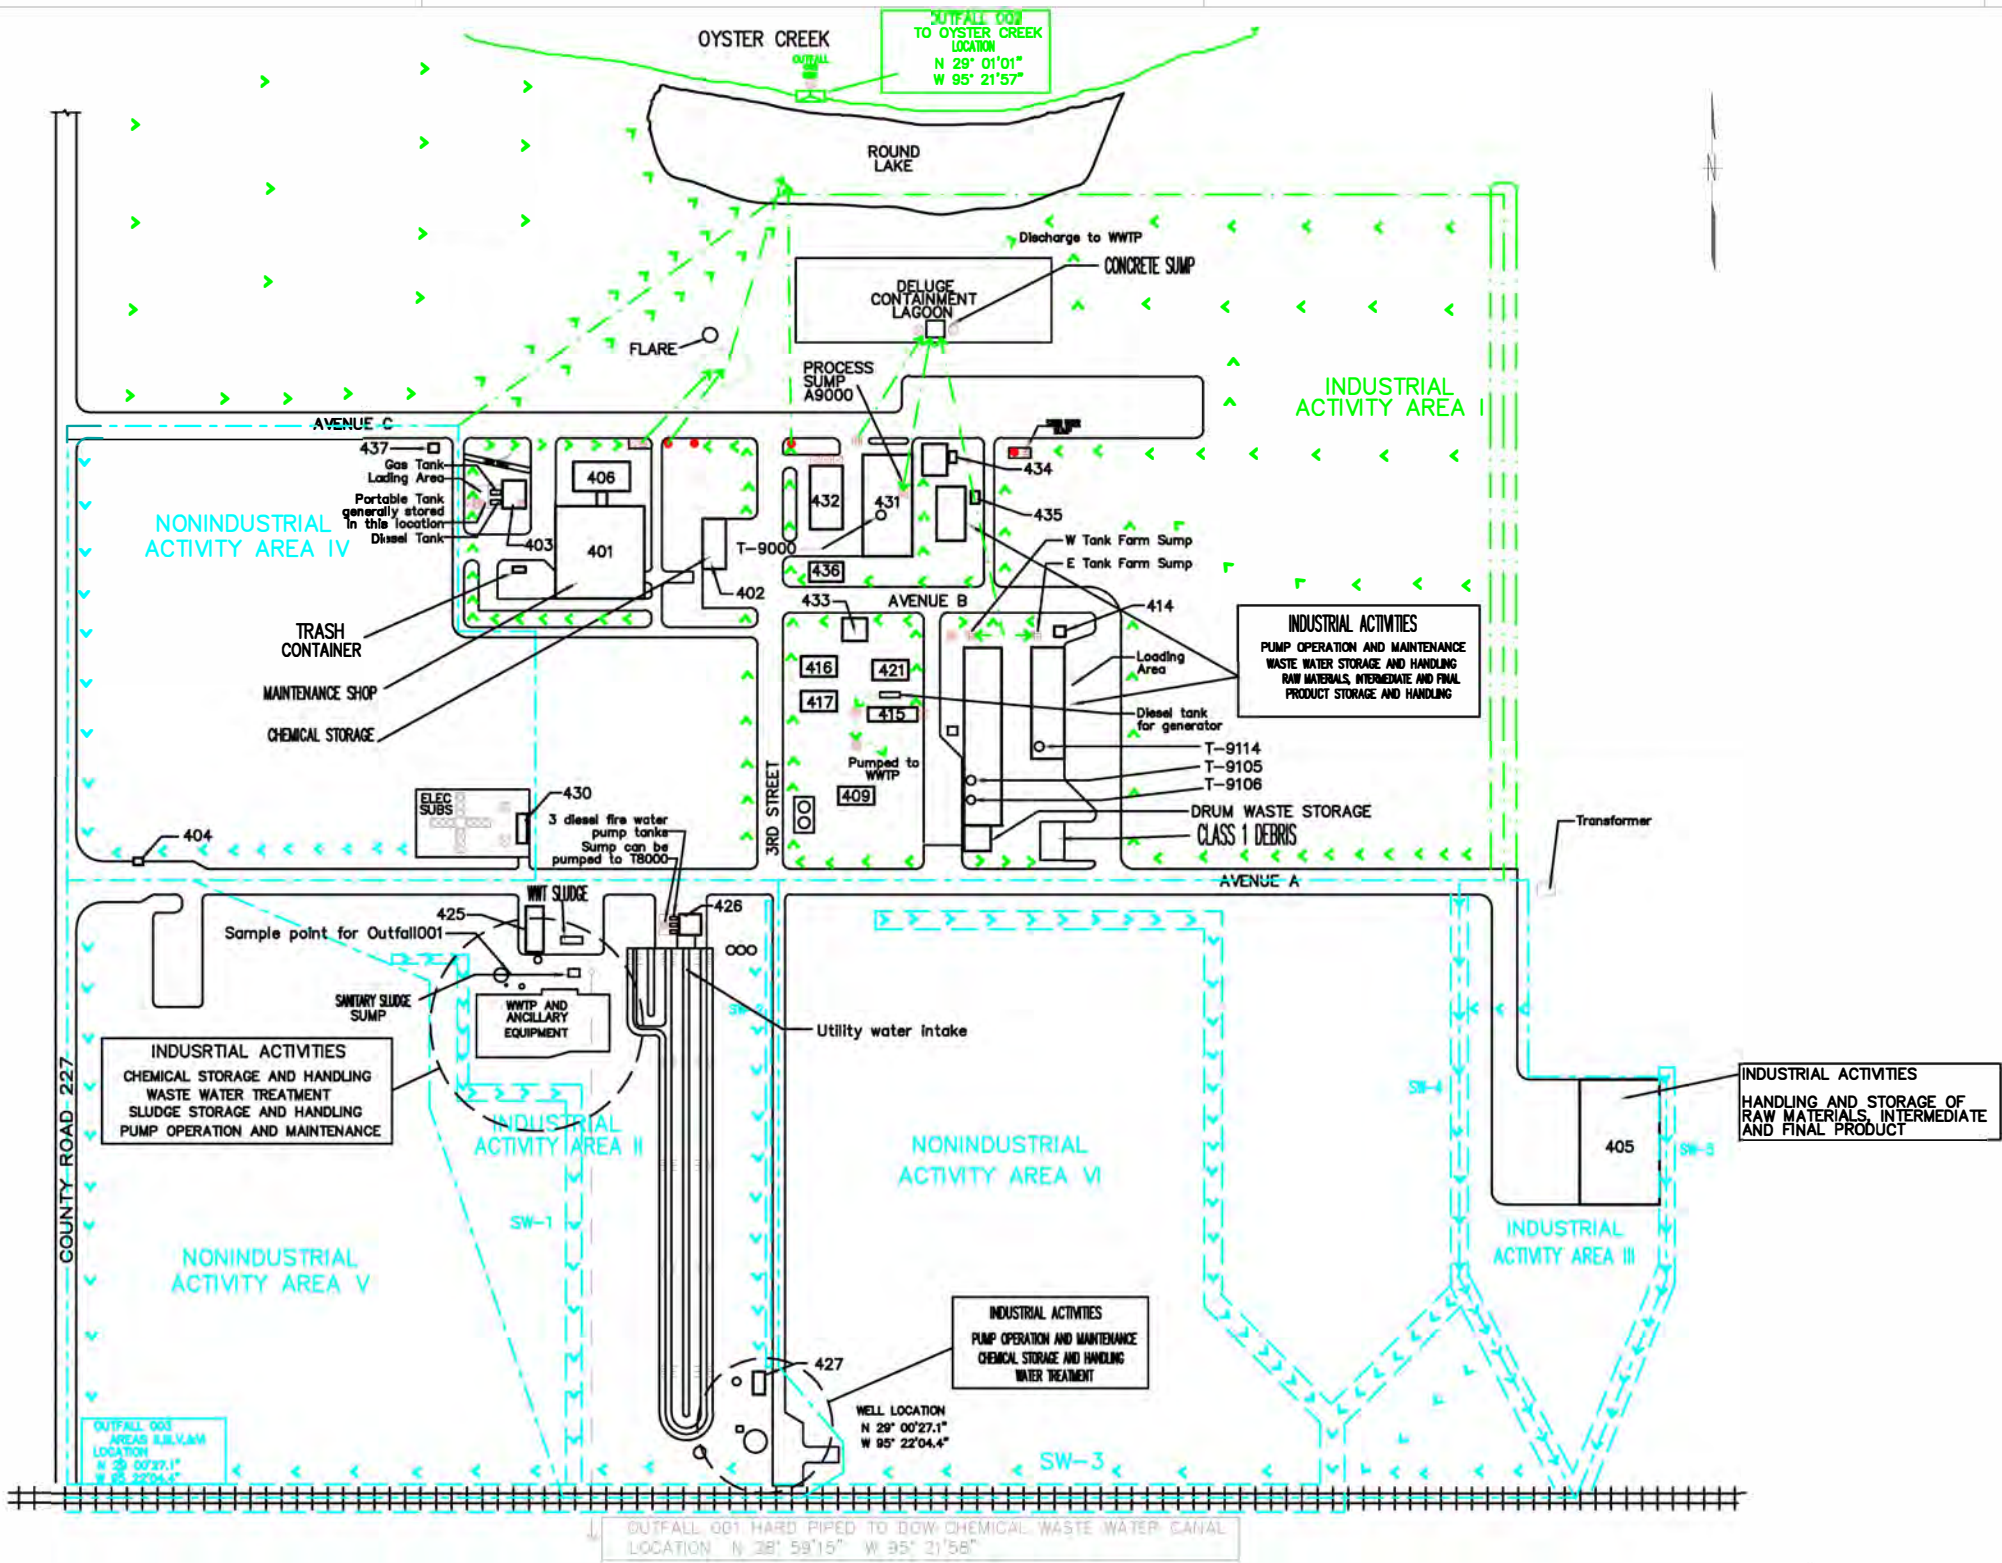 OUTFALL 002
TO OYSTER CREEK
LOCATION
N 29° 01'01"
W 95° 21'57"
OYSTER CREEK
OUTFALL
ROUND
LAKE
N
Discharge to WWTP
CONCRETE SUMP
DELUGE
CONTAINMENT
LAGOON
FLARE
PROCESS
SUMP
A9000
INDUSTRIAL
ACTIVITY AREA I
AVENUE C
437
Gas Tank
Lading Area
Portable Tank
generally stored
in this location
Diesel Tank
403
406
401
402
432
431
T-9000
436
434
435
W Tank Farm Sump
E Tank Farm Sump
NONINDUSTRIAL
ACTIVITY AREA IV
AVENUE B
433
414
TRASH
CONTAINER
MAINTENANCE SHOP
CHEMICAL STORAGE
416
421
417
415
Loading
Area
Diesel tank
for generator
INDUSTRIAL ACTIVITIES
PUMP OPERATION AND MAINTENANCE
WASTE WATER STORAGE AND HANDLING
RAW MATERIALS, INTERMEDIATE AND FINAL
PRODUCT STORAGE AND HANDLING
Pumped to
WWTP
409
T-9114
T-9105
T-9106
DRUM WASTE STORAGE
CLASS 1 DEBRIS
Transformer
3RD STREET
ELEC
SUBS
430
404
3 diesel fire water
pump tanks
Sump can be
pumped to T8000
AVENUE A
WWT SLUDGE
425
426
Sample point for Outfall001
SANITARY SLUDGE
SUMP
WWTP AND
ANCILLARY
EQUIPMENT
Utility water intake
INDUSRTIAL ACTIVITIES
CHEMICAL STORAGE AND HANDLING
WASTE WATER TREATMENT
SLUDGE STORAGE AND HANDLING
PUMP OPERATION AND MAINTENANCE
COUNTY ROAD 227
INDUSTRIAL
ACTIVITY AREA II
SW-1
NONINDUSTRIAL
ACTIVITY AREA V
NONINDUSTRIAL
ACTIVITY AREA VI
SW-4
405
SW-5
INDUSTRIAL ACTIVITIES
HANDLING AND STORAGE OF
RAW MATERIALS, INTERMEDIATE
AND FINAL PRODUCT
INDUSTRIAL
ACTIVITY AREA III
INDUSTRIAL ACTIVITIES
PUMP OPERATION AND MAINTENANCE
CHEMICAL STORAGE AND HANDLING
WATER TREATMENT
427
WELL LOCATION
N 29° 00'27.1"
W 95° 22'04.4"
SW-3
OUTFALL 003
LOCATION
N 29 00'27.1"
W 95 22'04.4"
OUTFALL 001 HARD PIPED TO DOW CHEMICAL WASTE WATER CANAL
LOCATION N 28° 59'15" W 95° 21'58"